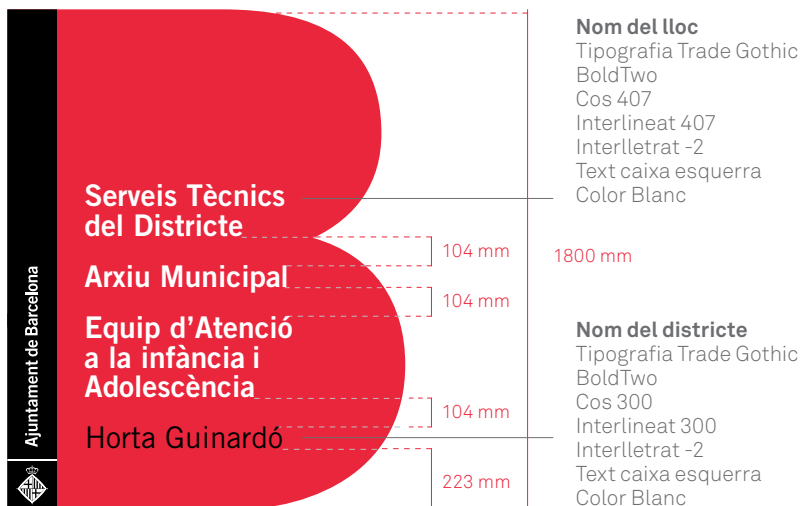 Ajuntament de Barcelona
Serveis Tècnics
del Districte
Arxiu Municipal
Equip d’Atenció
a la infància i
Adolescència
Horta Guinardó
104 mm
104 mm
104 mm
223 mm
1800 mm
Nom del lloc
Tipografia Trade Gothic
BoldTwo
Cos 407
Interlineat 407
Interlletrat -2
Text caixa esquerra
Color Blanc
Nom del districte
Tipografia Trade Gothic
BoldTwo
Cos 300
Interlineat 300
Interlletrat -2
Text caixa esquerra
Color Blanc